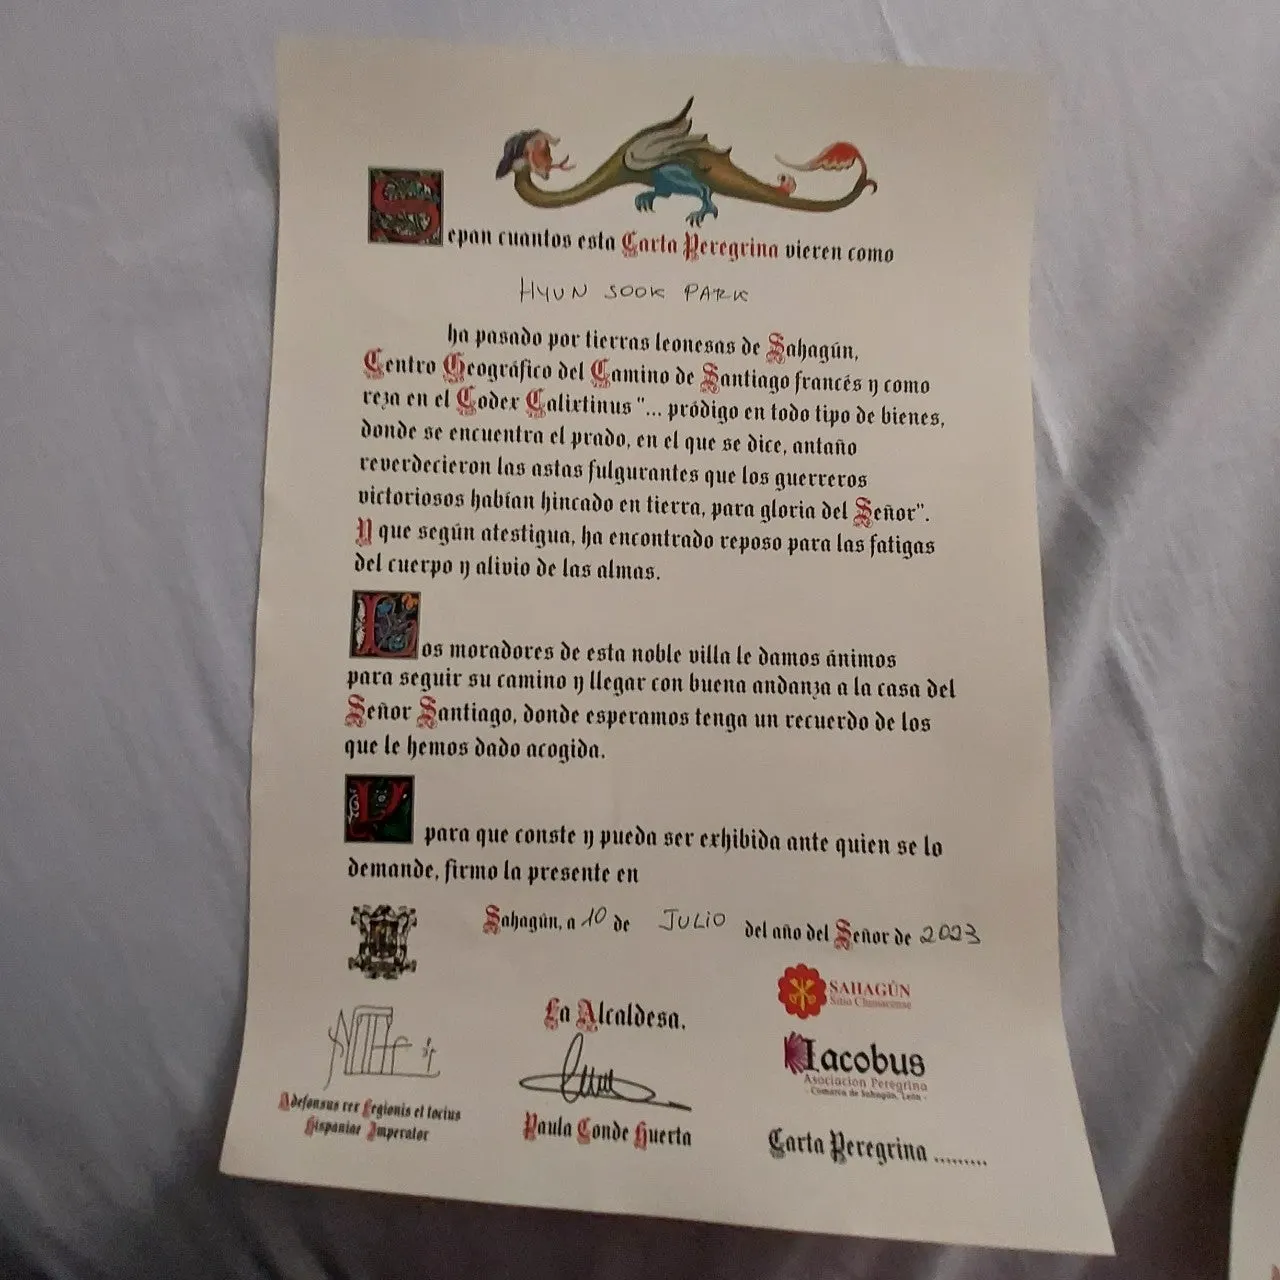 Sepan cuantos esta Carta Peregrina vieren como
HYUN SOOK PARK
ha pasado por tierras leonesas de Sahagún,
Centro Geográfico del Camino de Santiago francés y como
reza en el Codex Calixtinus "... pródigo en todo tipo de bienes,
donde se encuentra el prado, en el que se dice, antaño
reverdecieron las astas fulgurantes que los guerreros
victoriosos habían hincado en tierra, para gloria del Señor".
Y que según atestigua, ha encontrado reposo para las fatigas
del cuerpo y alivio de las almas.
Los moradores de esta noble villa le damos ánimos
para seguir su camino y llegar con buena andanza a la casa del
Señor Santiago, donde esperamos tenga un recuerdo de los
que le hemos dado acogida.
Y para que conste y pueda ser exhibida ante quien se lo
demande, firmo la presente en
Sahagún, a 10 de JULIO del año del Señor de 2023
SAHAGÚN
Sitio Cluniacense
La Alcaldesa,
Iacobus
Asociacion Peregrina
- Comarca de Sahagún, León -
Adefonsus rex Legionis et tocius
Hispaniae Imperator
Paula Conde Huerta
Carta Peregrina .........